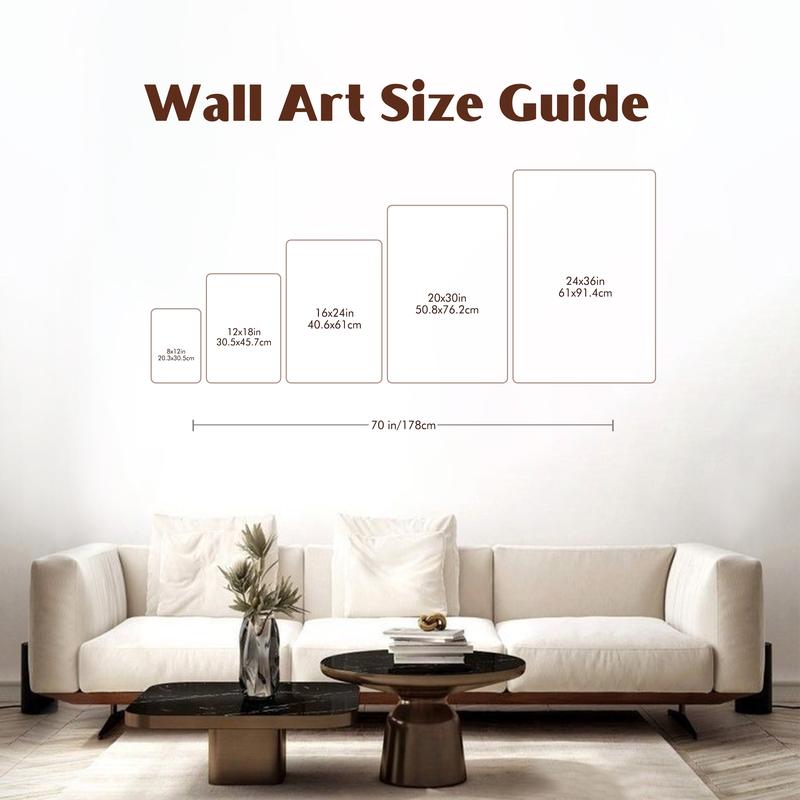 Wall Art Size Guide
8x12in
20.3x30.5cm
12x18in
30.5x45.7cm
16x24in
40.6x61cm
20x30in
50.8x76.2cm
24x36in
61x91.4cm
70 in/178cm